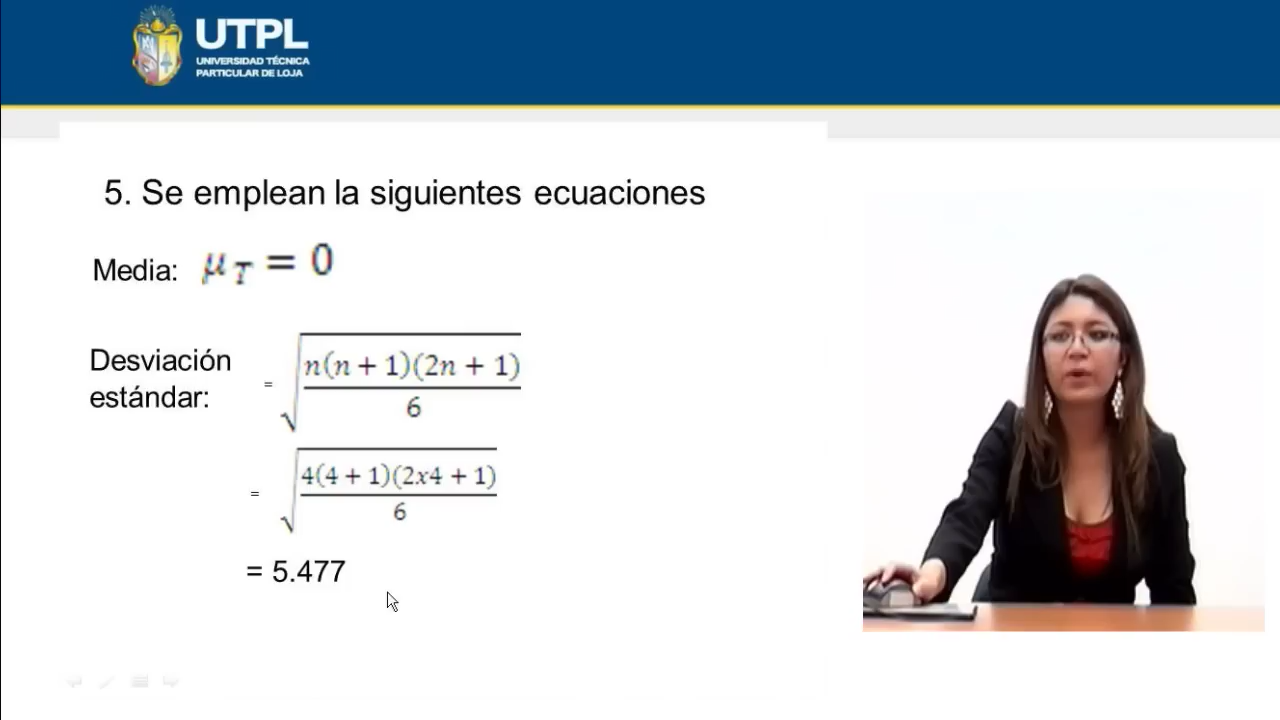 UTPL
UNIVERSIDAD TÉCNICA
PARTICULAR DE LOJA
5. Se emplean la siguientes ecuaciones
Media: μ_T = 0
Desviación estándar: = √(n(n + 1)(2n + 1)/6)
= √(4(4 + 1)(2x4 + 1)/6)
= 5.477